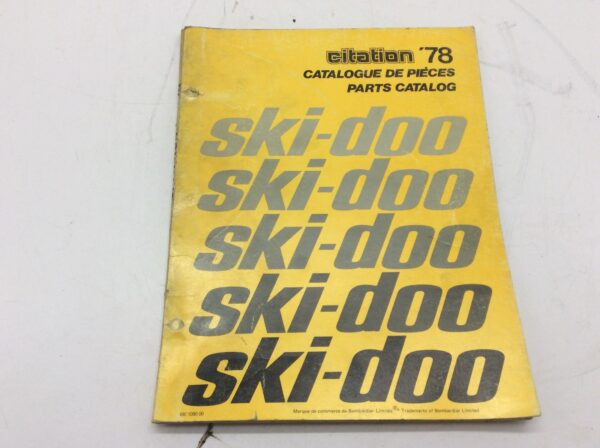 citation '78
CATALOGUE DE PIÈCES
PARTS CATALOG
ski-doo
ski-doo
ski-doo
ski-doo
ski-doo
Marque de commerce de Bombardier Limitée ® Trademarks of Bombardier Limited